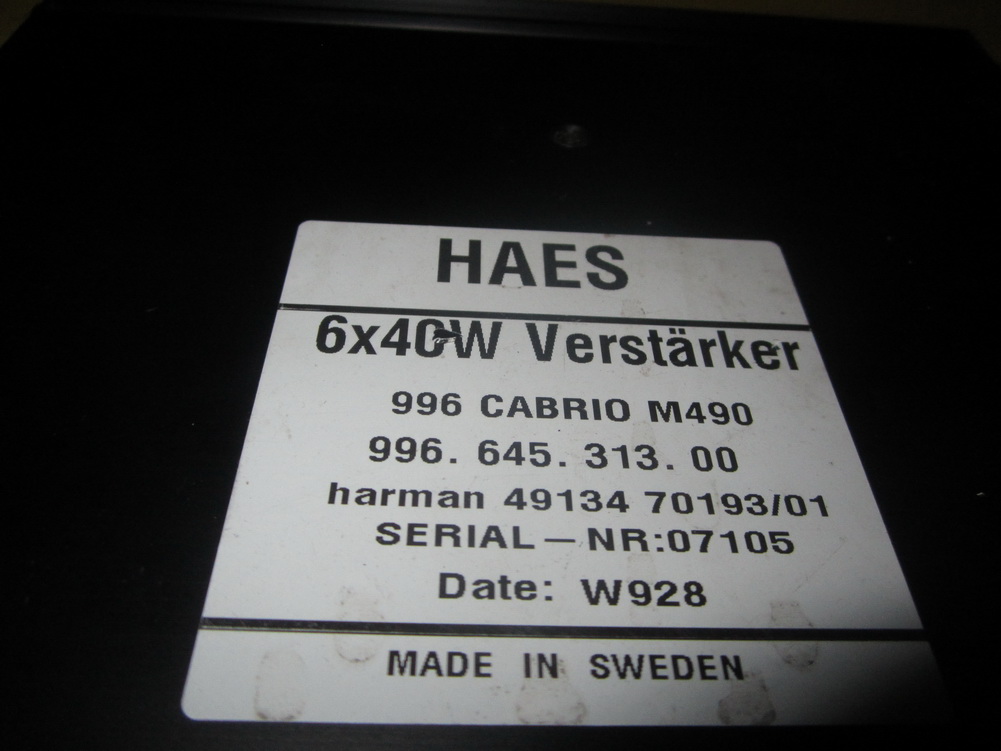 HAES
6x40W Verstärker
996 CABRIO M490
996. 645. 313. 00
harman 49134 70193/01
SERIAL—NR:07105
Date: W928
MADE IN SWEDEN